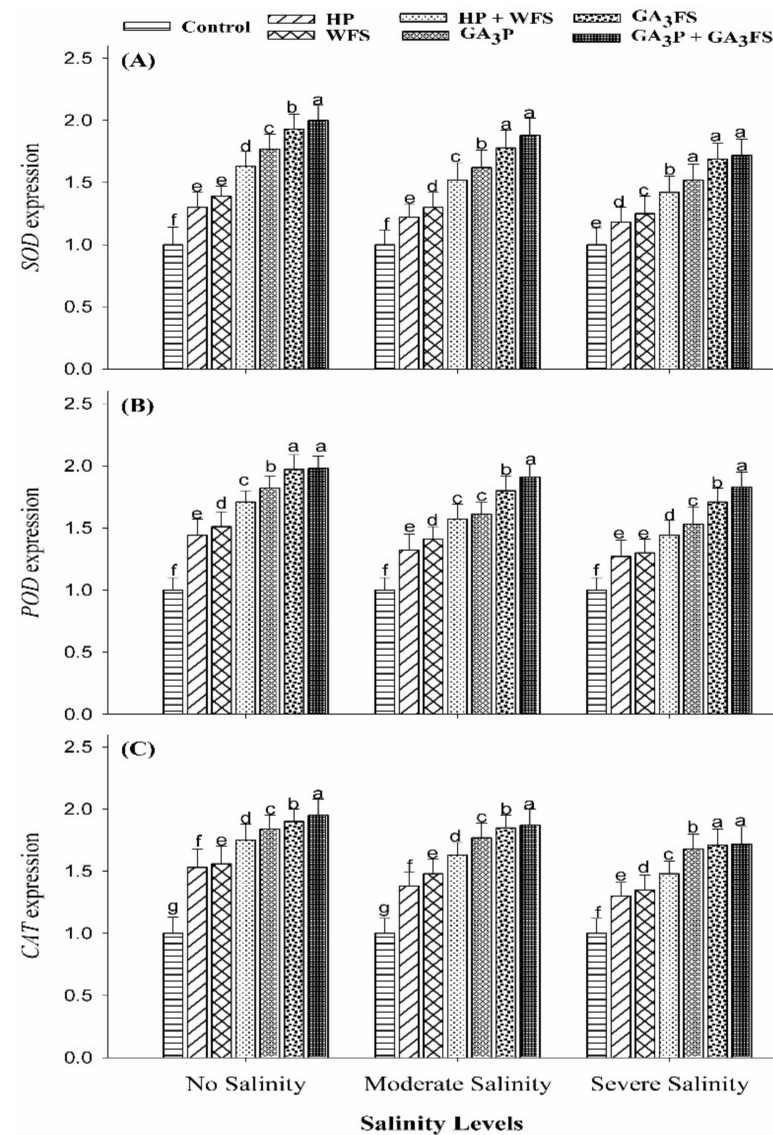 Control HP HP + WFS GA3FS
WFS GA3P GA3P + GA3FS
(A)
2.5
2.0
1.5
1.0
0.5
0.0
SOD expression
f e e d c b a
f e d c b a a
e d c b a a a
(B)
2.5
2.0
1.5
1.0
0.5
0.0
POD expression
f e d c b a a
f e d c c b a
f e e d c b a
(C)
2.5
2.0
1.5
1.0
0.5
0.0
CAT expression
g f e d c b a
g f e d c b a
f e d c b a a
No Salinity Moderate Salinity Severe Salinity
Salinity Levels